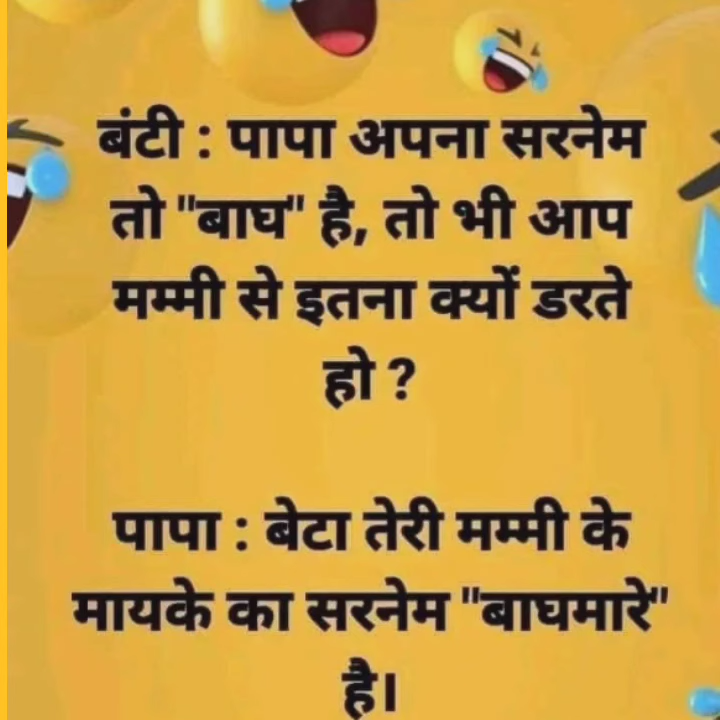 बंटी : पापा अपना सरनेम
तो "बाघ" है, तो भी आप
मम्मी से इतना क्यों डरते
हो ?
पापा : बेटा तेरी मम्मी के
मायके का सरनेम "बाघमारे"
है।